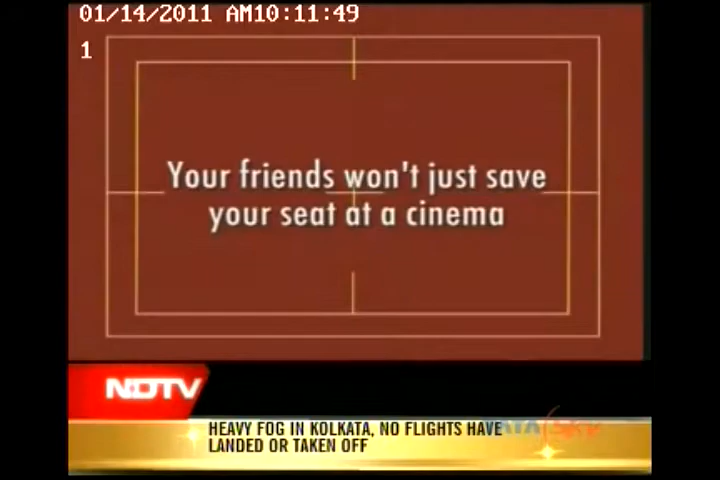 01/14/2011 AM10:11:49
1
Your friends won't just save
your seat at a cinema
NDTV
HEAVY FOG IN KOLKATA, NO FLIGHTS HAVE
LANDED OR TAKEN OFF